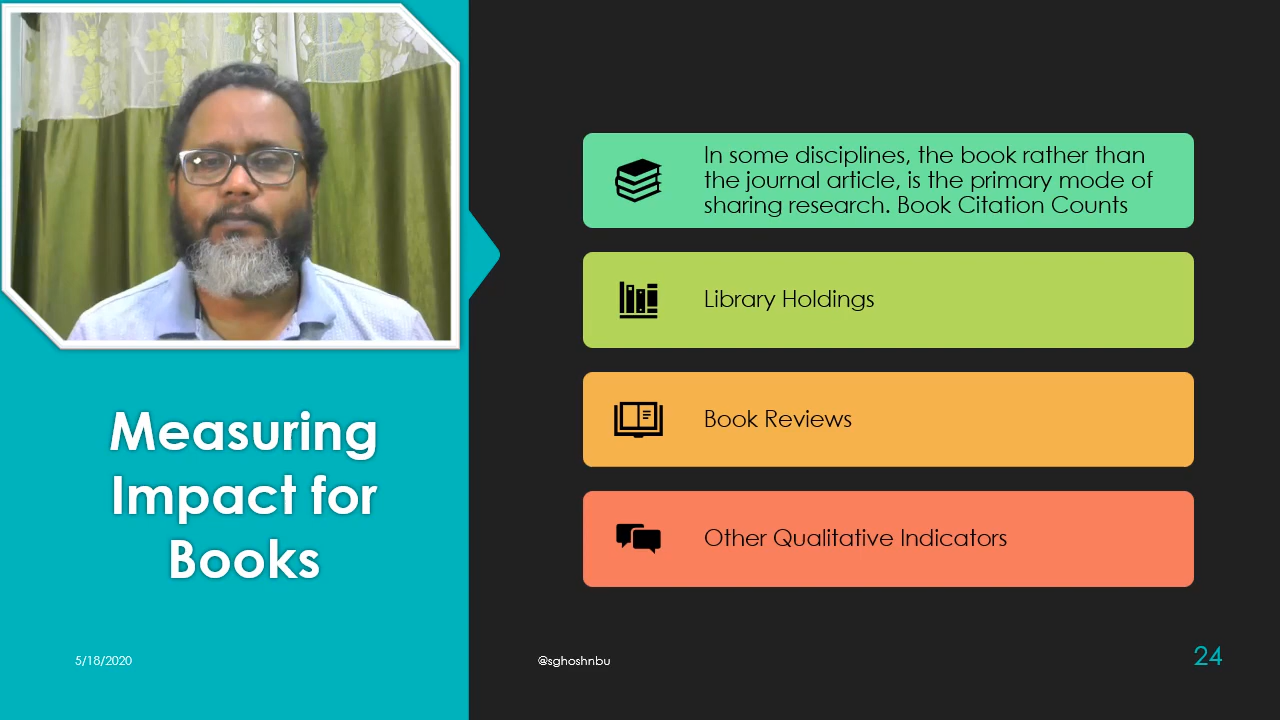 Measuring
Impact for
Books
In some disciplines, the book rather than
the journal article, is the primary mode of
sharing research. Book Citation Counts
Library Holdings
Book Reviews
Other Qualitative Indicators
5/18/2020
@sghoshnbu
24